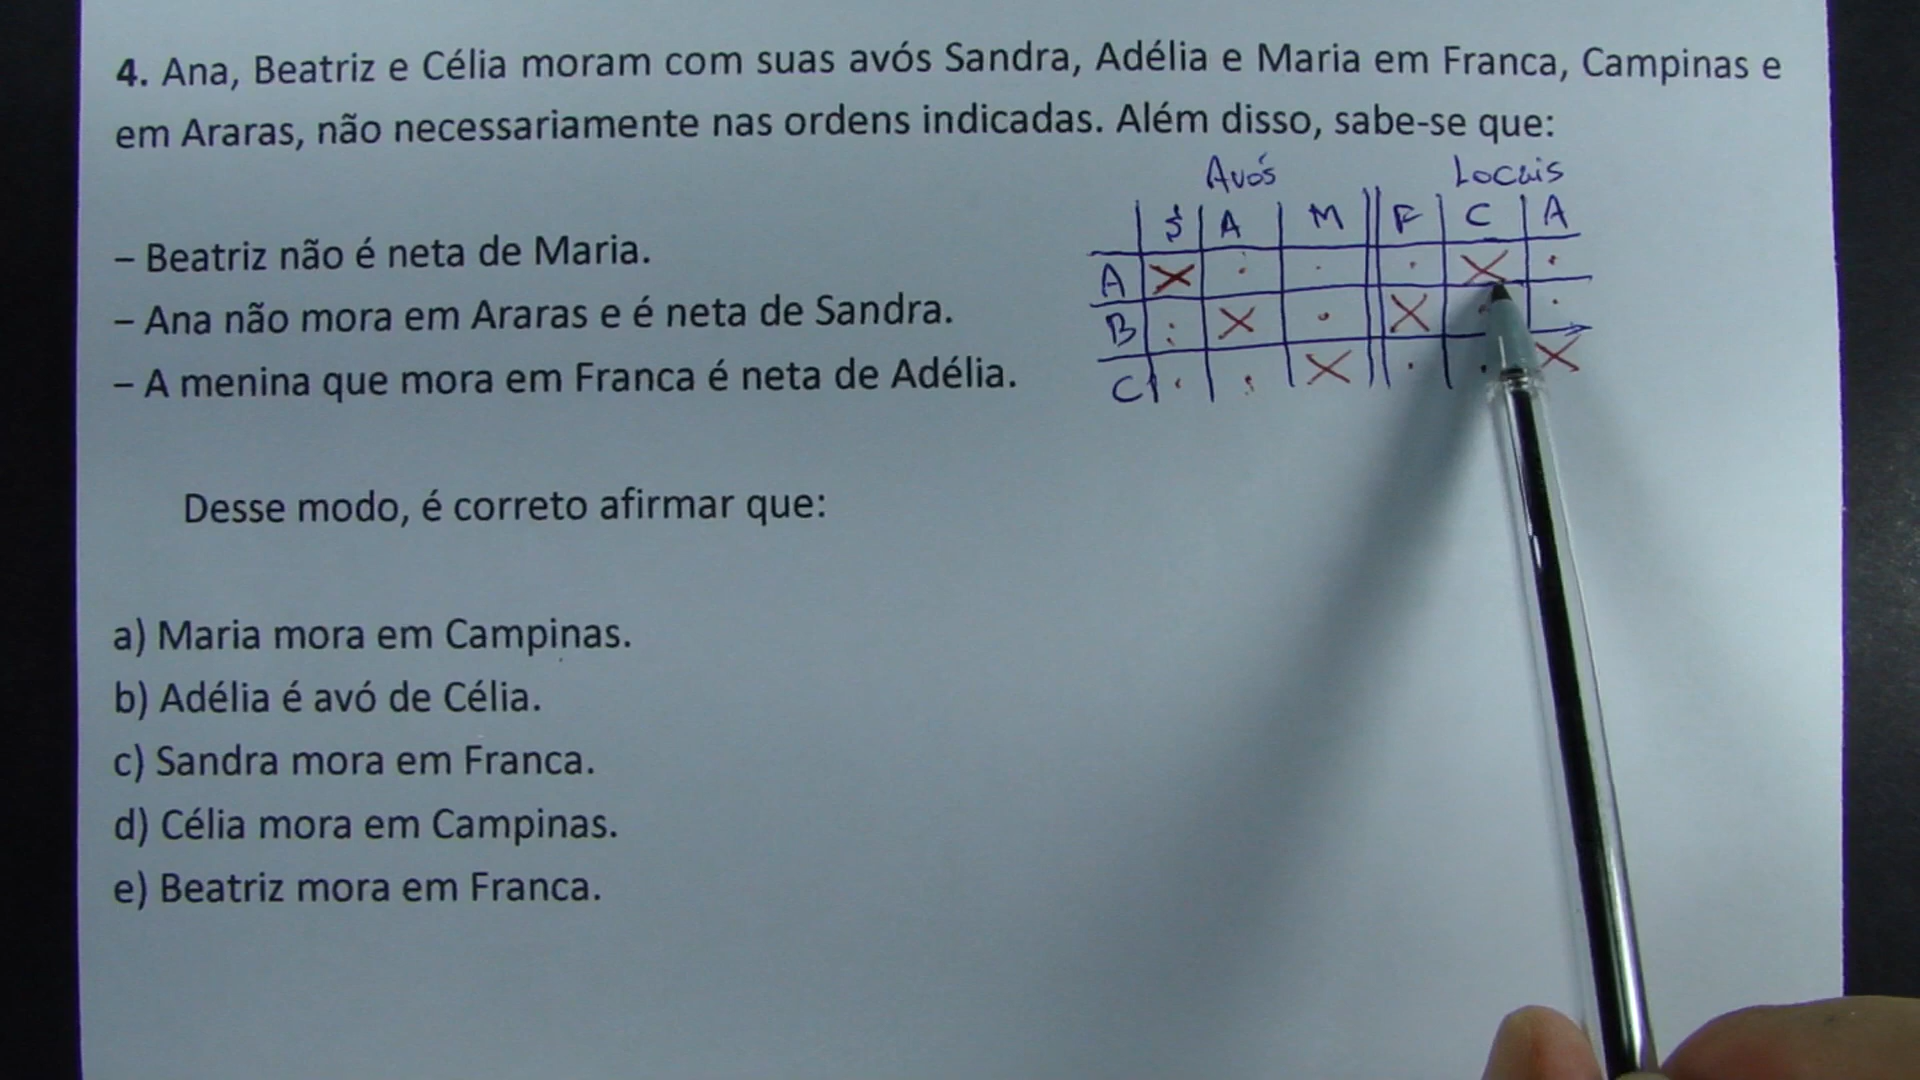 4. Ana, Beatriz e Célia moram com suas avós Sandra, Adélia e Maria em Franca, Campinas e
em Araras, não necessariamente nas ordens indicadas. Além disso, sabe-se que:
Avós Locais
S A M F C A
– Beatriz não é neta de Maria.
A X X
– Ana não mora em Araras e é neta de Sandra.
B X X
– A menina que mora em Franca é neta de Adélia.
C X X
Desse modo, é correto afirmar que:
a) Maria mora em Campinas.
b) Adélia é avó de Célia.
c) Sandra mora em Franca.
d) Célia mora em Campinas.
e) Beatriz mora em Franca.